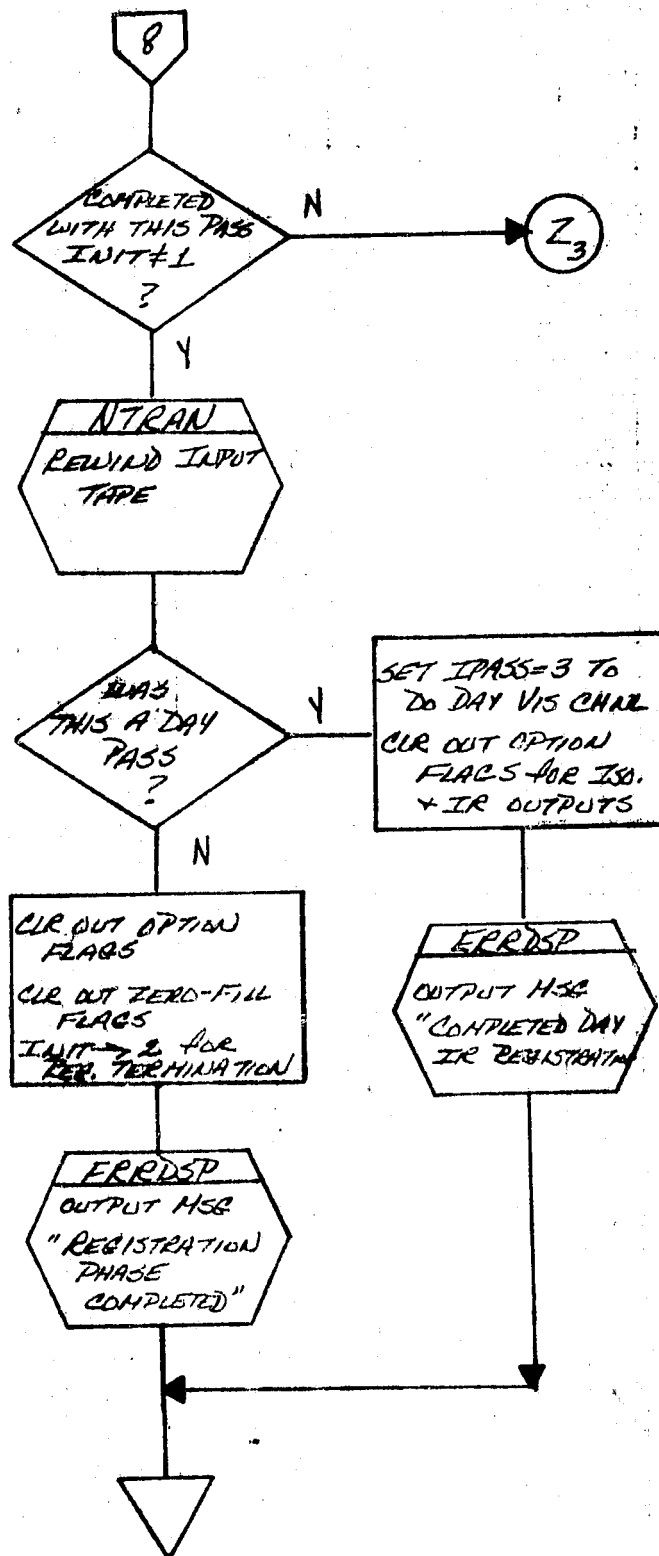 8
COMPLETED
WITH THIS PASS
INIT≠1
?
N
Z3
Y
NTRAN
REWIND INPUT
TAPE
WAS
THIS A DAY
PASS
?
Y
SET IPASS=3 TO
DO DAY VIS CHNL
CLR OUT OPTION
FLAGS FOR ISO.
+ IR OUTPUTS
N
CLR OUT OPTION
FLAGS
CLR OUT ZERO-FILL
FLAGS
INIT→2 FOR
REG. TERMINATION
ERRDSP
OUTPUT MSG
"COMPLETED DAY
IR REGISTRATIN
ERRDSP
OUTPUT MSG
"REGISTRATION
PHASE
COMPLETED"